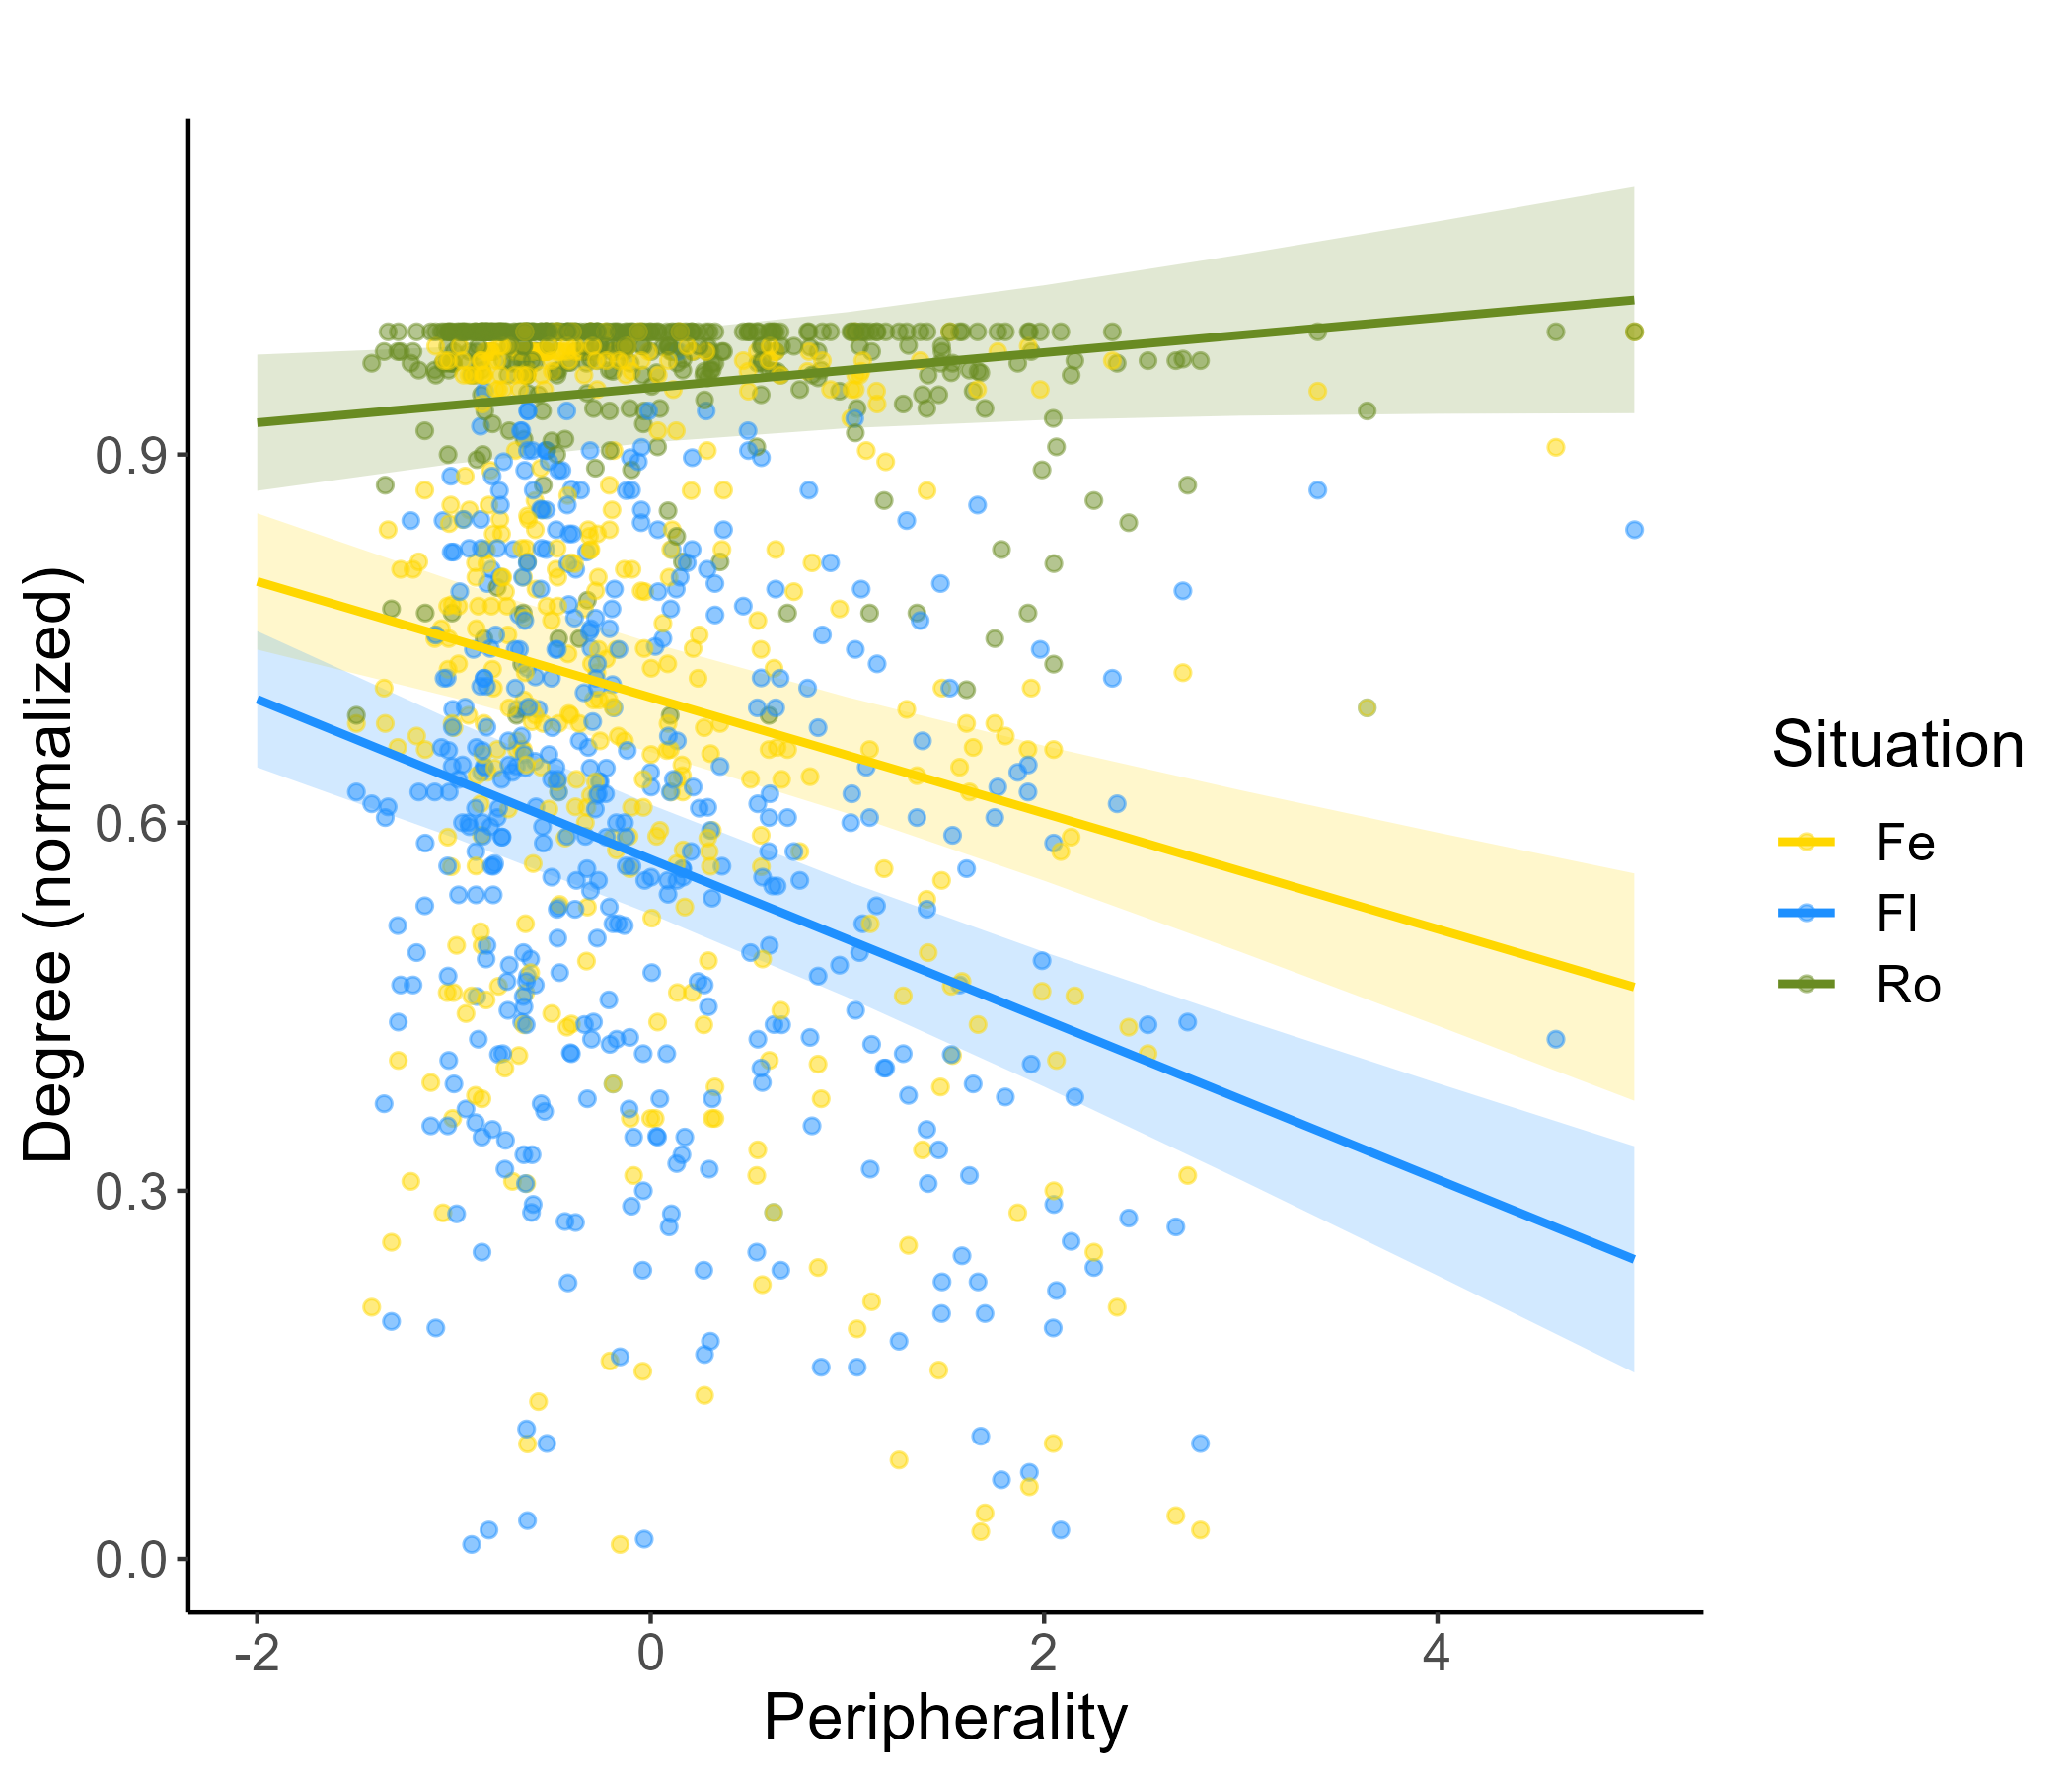 Degree (normalized)
0.9
0.6
0.3
0.0
-2 0 2 4
Peripherality
Situation
Fe
Fl
Ro